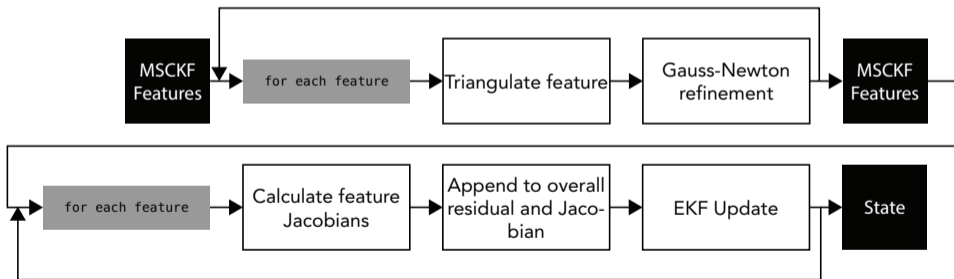 MSCKF
Features
for each feature
Triangulate feature
Gauss-Newton
refinement
MSCKF
Features
for each feature
Calculate feature
Jacobians
Append to overall
residual and Jaco-
bian
EKF Update
State